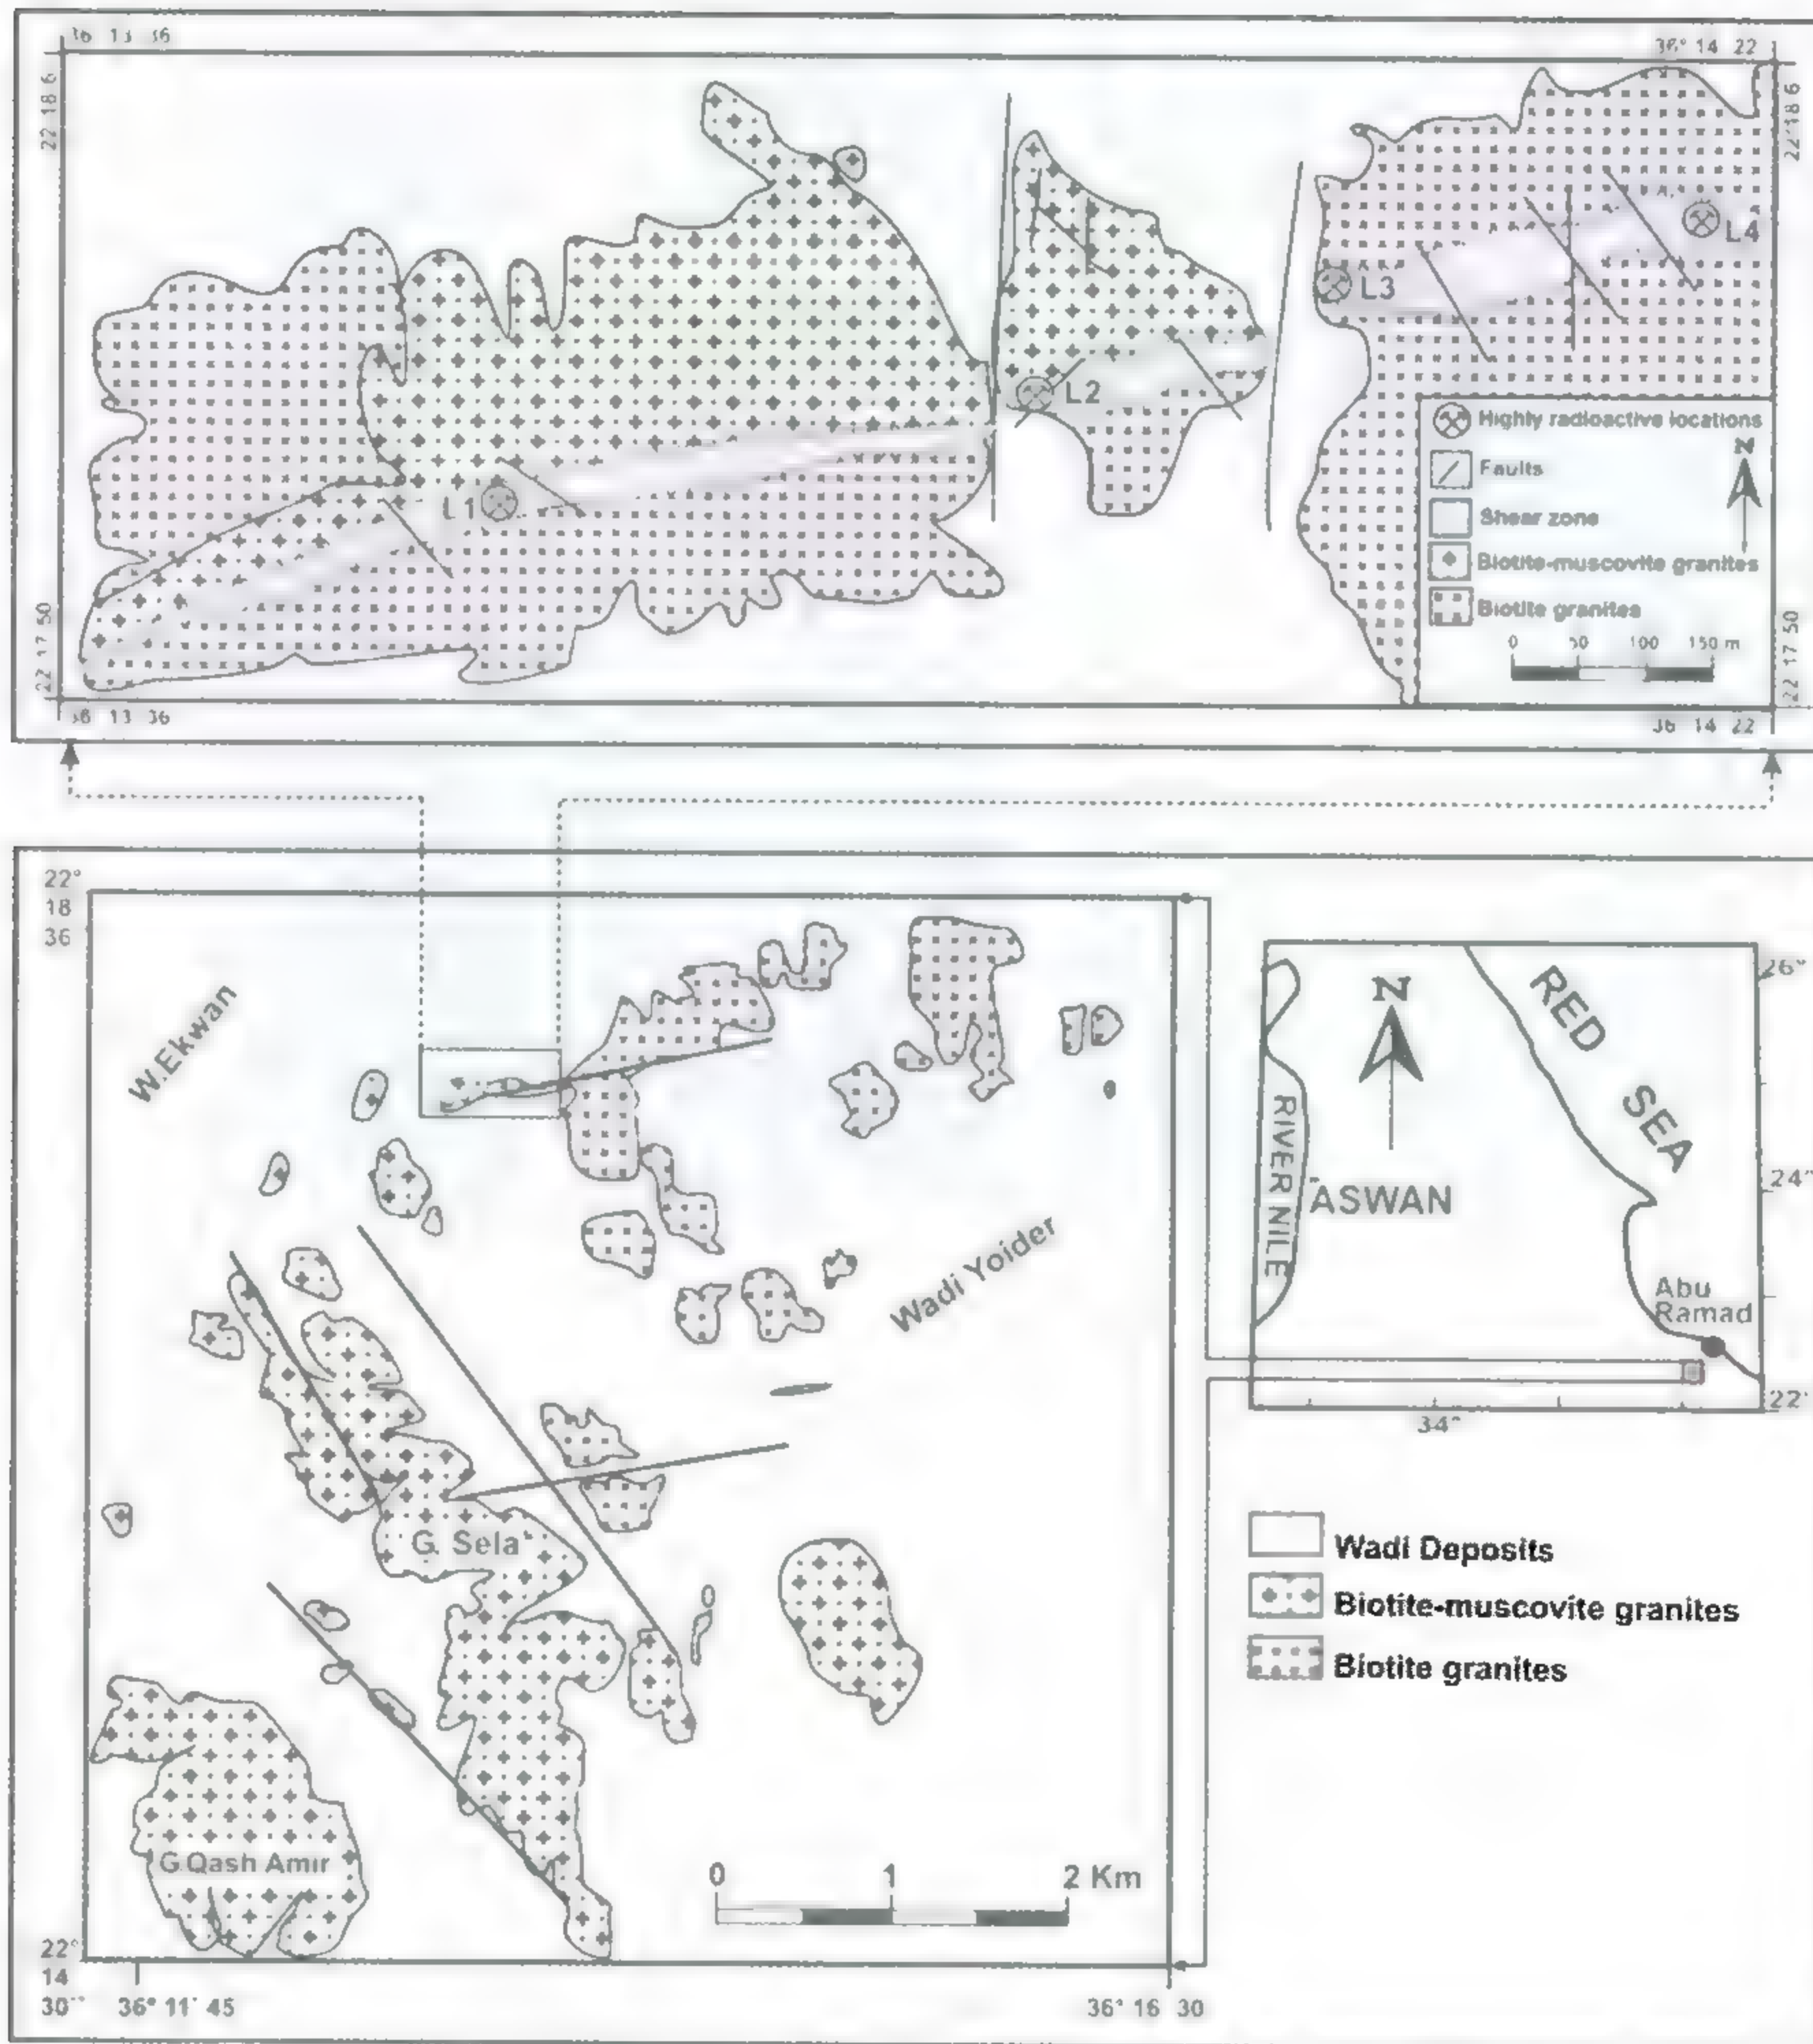 36 13 36
36° 14 22
22 18 6
22 18 6
L4
L3
L2
L1
Highly radioactive locations
Faults
N
Shear zone
Biotite-muscovite granites
Biotite granites
0 50 100 150 m
22 17 50
22 17 50
36 13 36
36 14 22
22°
18
36
W.Ekwan
Wadi Yoider
G. Sela
G.Qash Amir
0 1 2 Km
22°
14
30"
36° 11' 45
36° 16 30
26°
N
RED
SEA
RIVER NILE
24°
ASWAN
Abu
Ramad
22°
34°
Wadi Deposits
Biotite-muscovite granites
Biotite granites